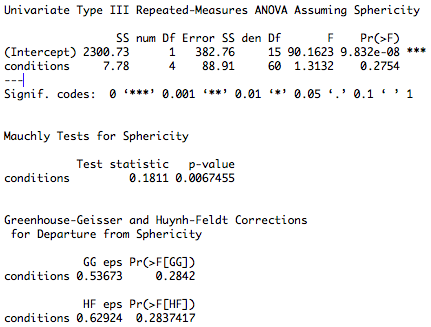 Univariate Type III Repeated-Measures ANOVA Assuming Sphericity
SS num Df Error SS den Df F Pr(>F)
(Intercept) 2300.73 1 382.76 15 90.1623 9.832e-08 ***
conditions 7.78 4 88.91 60 1.3132 0.2754
---
Signif. codes: 0 ‘***’ 0.001 ‘**’ 0.01 ‘*’ 0.05 ‘.’ 0.1 ‘ ’ 1
Mauchly Tests for Sphericity
Test statistic p-value
conditions 0.1811 0.0067455
Greenhouse-Geisser and Huynh-Feldt Corrections
for Departure from Sphericity
GG eps Pr(>F[GG])
conditions 0.53673 0.2842
HF eps Pr(>F[HF])
conditions 0.62924 0.2837417